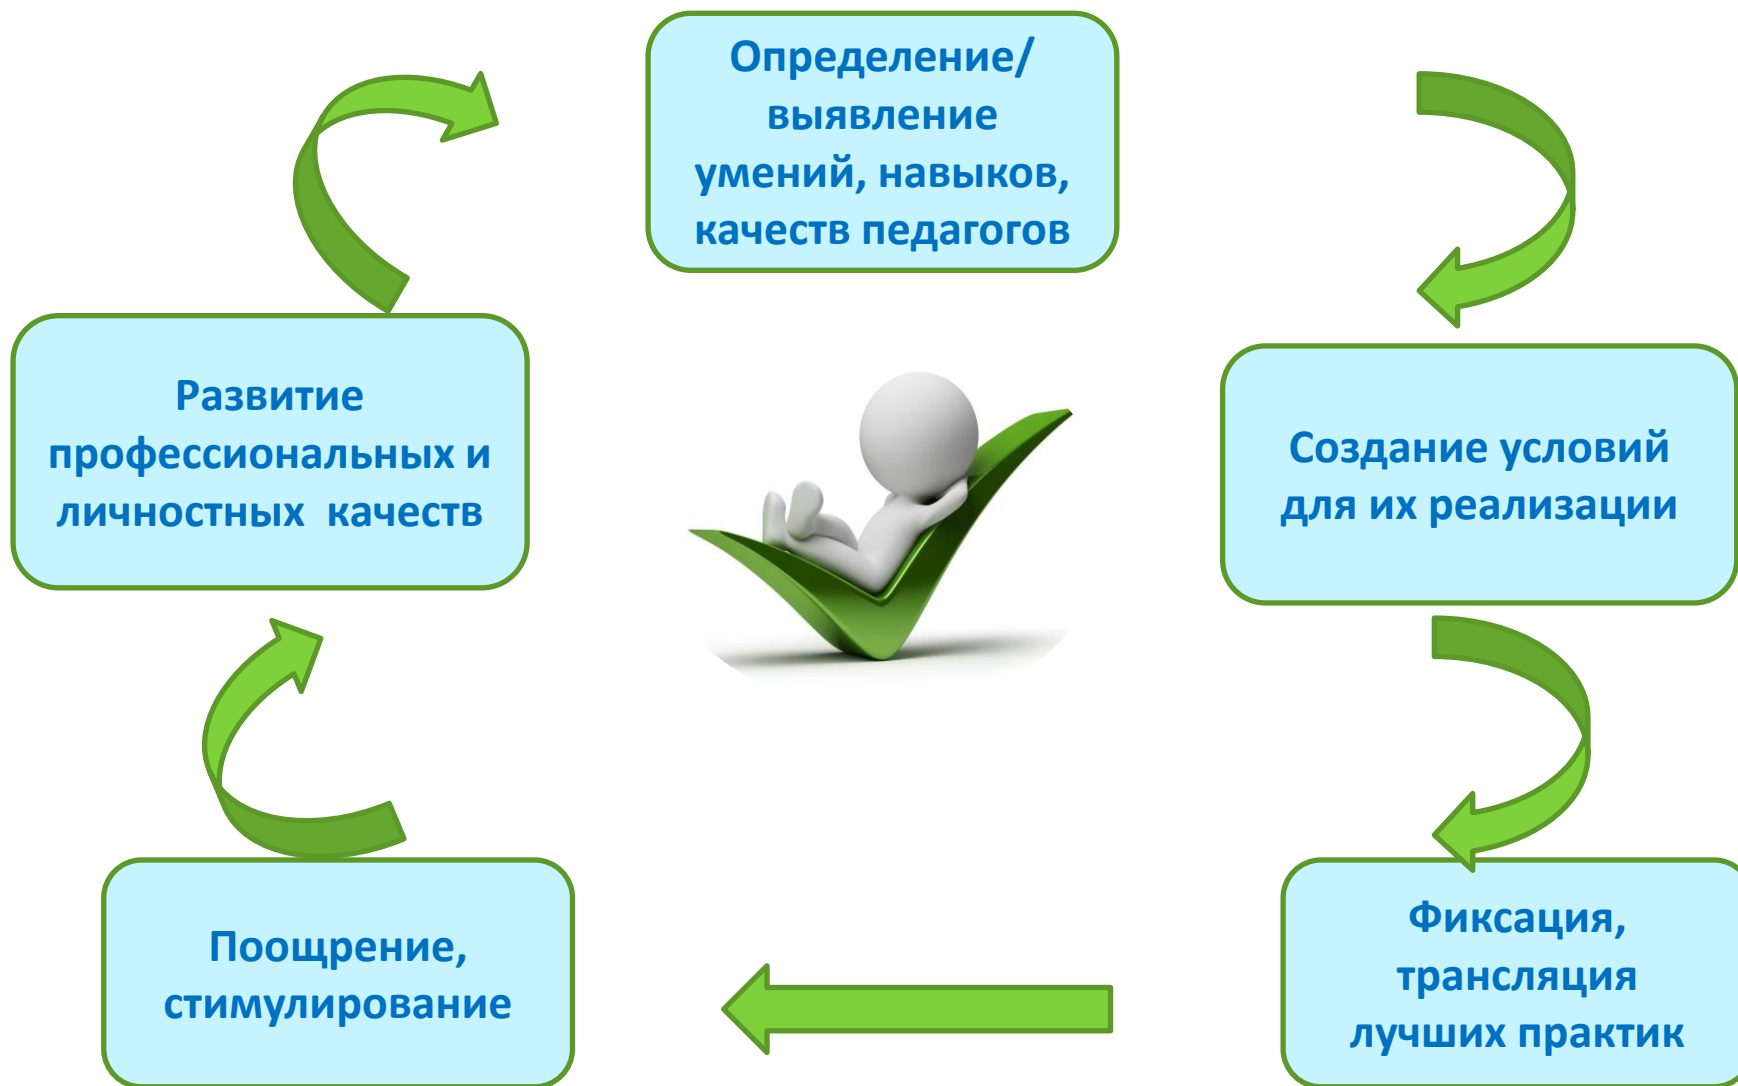 Определение/
выявление
умений, навыков,
качеств педагогов
Создание условий
для их реализации
Фиксация,
трансляция
лучших практик
Поощрение,
стимулирование
Развитие
профессиональных и
личностных качеств